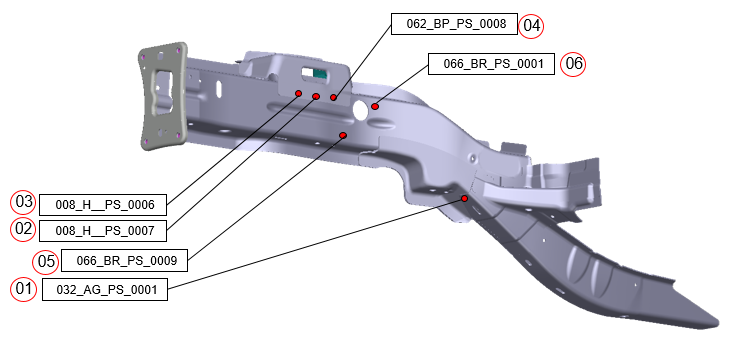 062_BP_PS_0008 04
066_BR_PS_0001 06
03 008_H__PS_0006
02 008_H__PS_0007
05 066_BR_PS_0009
01 032_AG_PS_0001